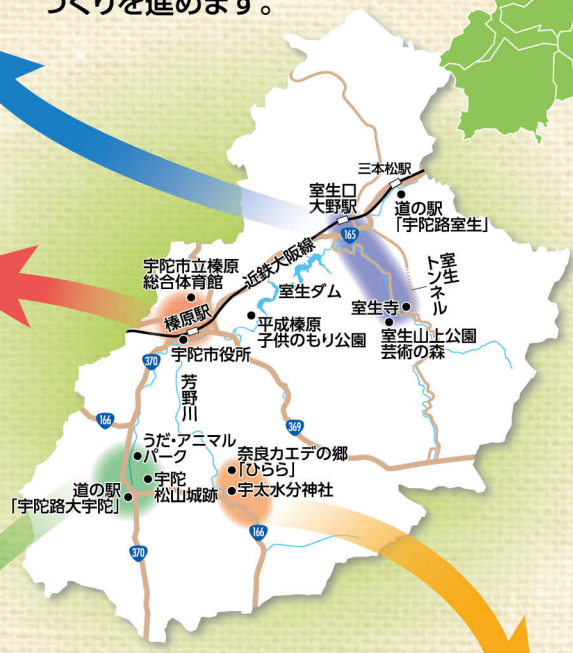 づくりを進めます。
三本松駅
室生口
大野駅
道の駅
「宇陀路室生」
165
近鉄大阪線
室生
トンネル
宇陀市立榛原
総合体育館
室生ダム
室生寺
榛原駅
平成榛原
子供のもり公園
室生山上公園
芸術の森
宇陀市役所
370
芳野川
166
369
うだ・アニマル
パーク
奈良カエデの郷
「ひらら」
宇陀
松山城跡
道の駅
「宇陀路大宇陀」
宇太水分神社
166
370